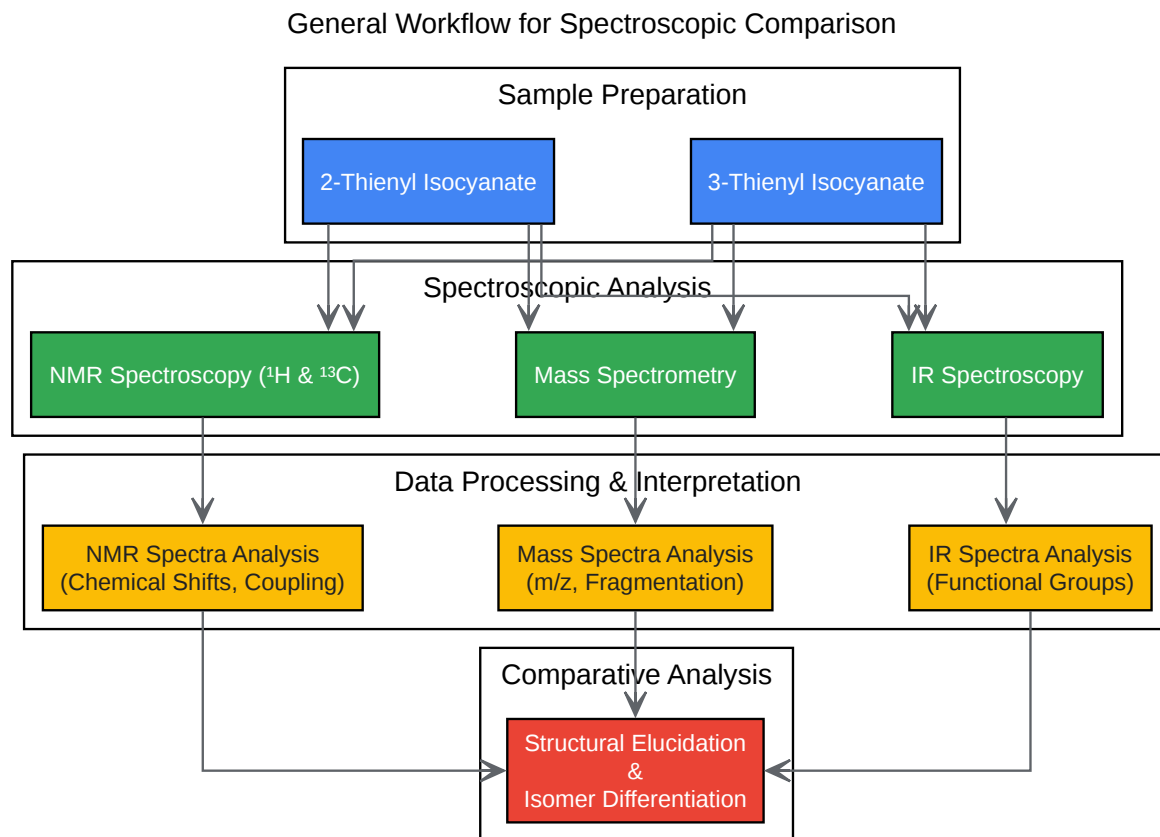 General Workflow for Spectroscopic Comparison
Sample Preparation
2-Thienyl Isocyanate
3-Thienyl Isocyanate
Spectroscopic Analysis
NMR Spectroscopy (¹H & ¹³C)
Mass Spectrometry
IR Spectroscopy
Data Processing & Interpretation
NMR Spectra Analysis
(Chemical Shifts, Coupling)
Mass Spectra Analysis
(m/z, Fragmentation)
IR Spectra Analysis
(Functional Groups)
Comparative Analysis
Structural Elucidation
&
Isomer Differentiation